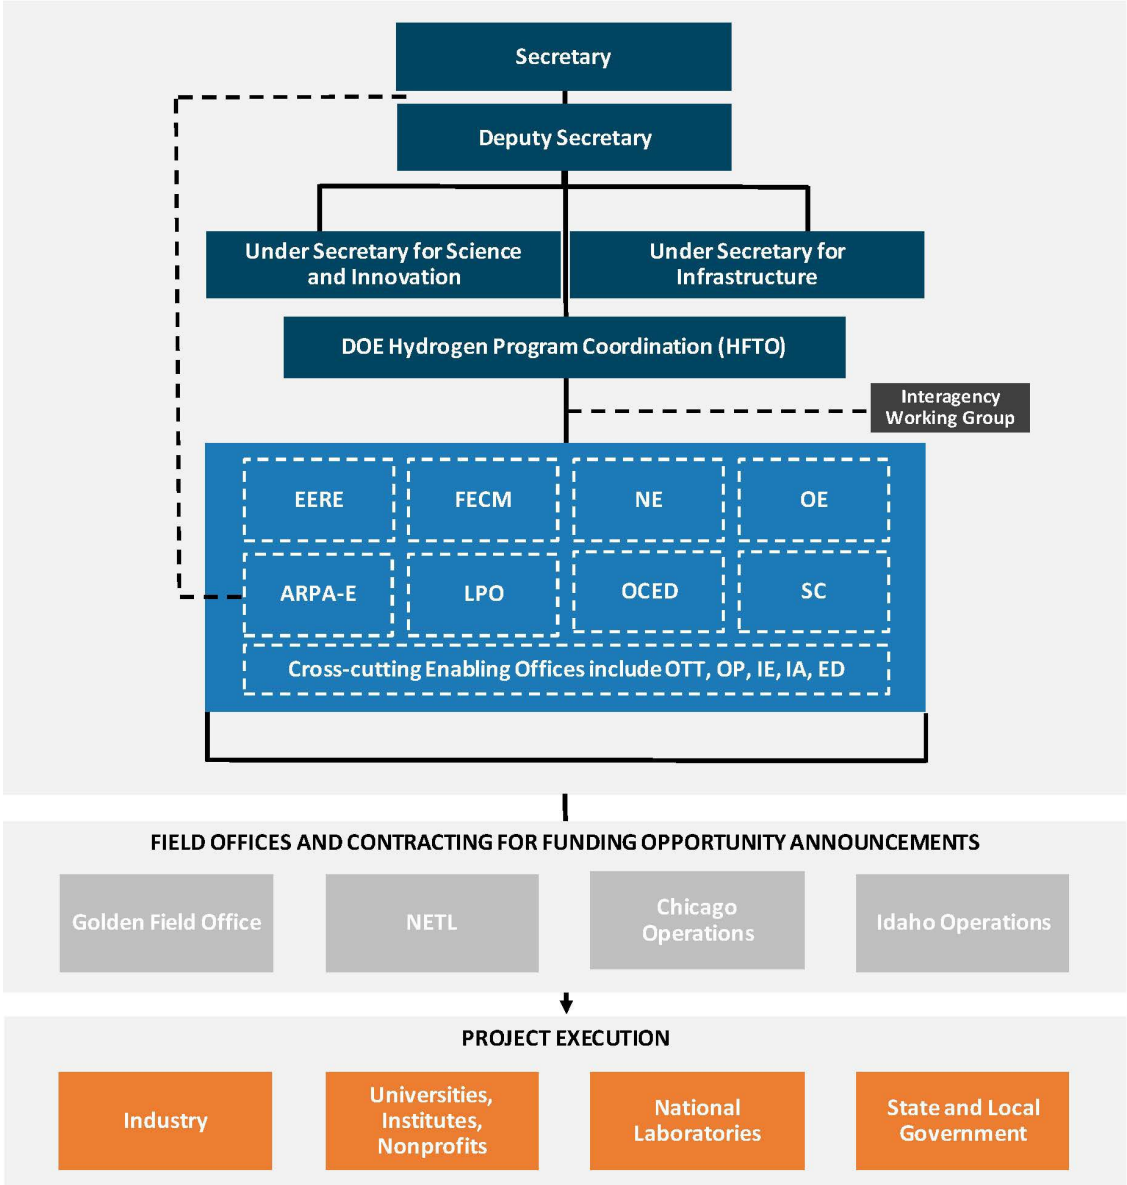 Secretary
Deputy Secretary
Under Secretary for Science
and Innovation
Under Secretary for
Infrastructure
DOE Hydrogen Program Coordination (HFTO)
Interagency
Working Group
EERE
FECM
NE
OE
ARPA-E
LPO
OCED
SC
Cross-cutting Enabling Offices include OTT, OP, IE, IA, ED
FIELD OFFICES AND CONTRACTING FOR FUNDING OPPORTUNITY ANNOUNCEMENTS
Golden Field Office
NETL
Chicago
Operations
Idaho Operations
PROJECT EXECUTION
Industry
Universities,
Institutes,
Nonprofits
National
Laboratories
State and Local
Government